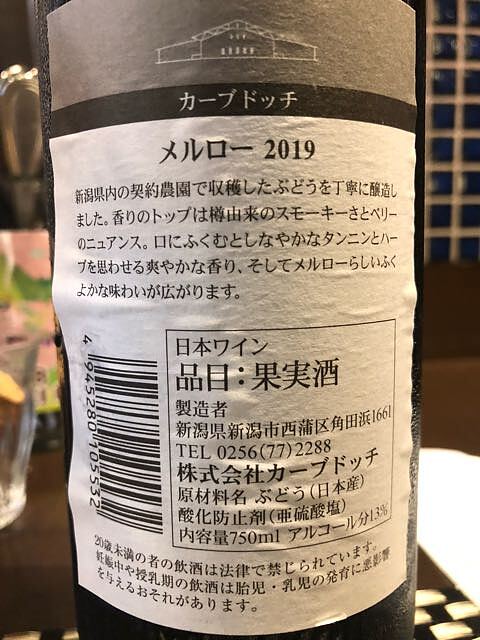 カーブドッチ
メルロー 2019
新潟県内の契約農園で収穫したぶどうを丁寧に醸造し
ました。香りのトップは樽由来のスモーキーさとベリー
のニュアンス。口にふくむとしなやかなタンニンとハー
ブを思わせる爽やかな香り、そしてメルローらしいふく
よかな味わいが広がります。
4945280105532
日本ワイン
品目：果実酒
製造者
新潟県新潟市西蒲区角田浜1661
TEL 0256(77)2288
株式会社カーブドッチ
原材料名 ぶどう（日本産）
酸化防止剤（亜硫酸塩）
内容量750ml アルコール分13%
20歳未満の者の飲酒は法律で禁じられています。
妊娠中や授乳期の飲酒は胎児・乳児の発育に悪影響
を与えるおそれがあります。